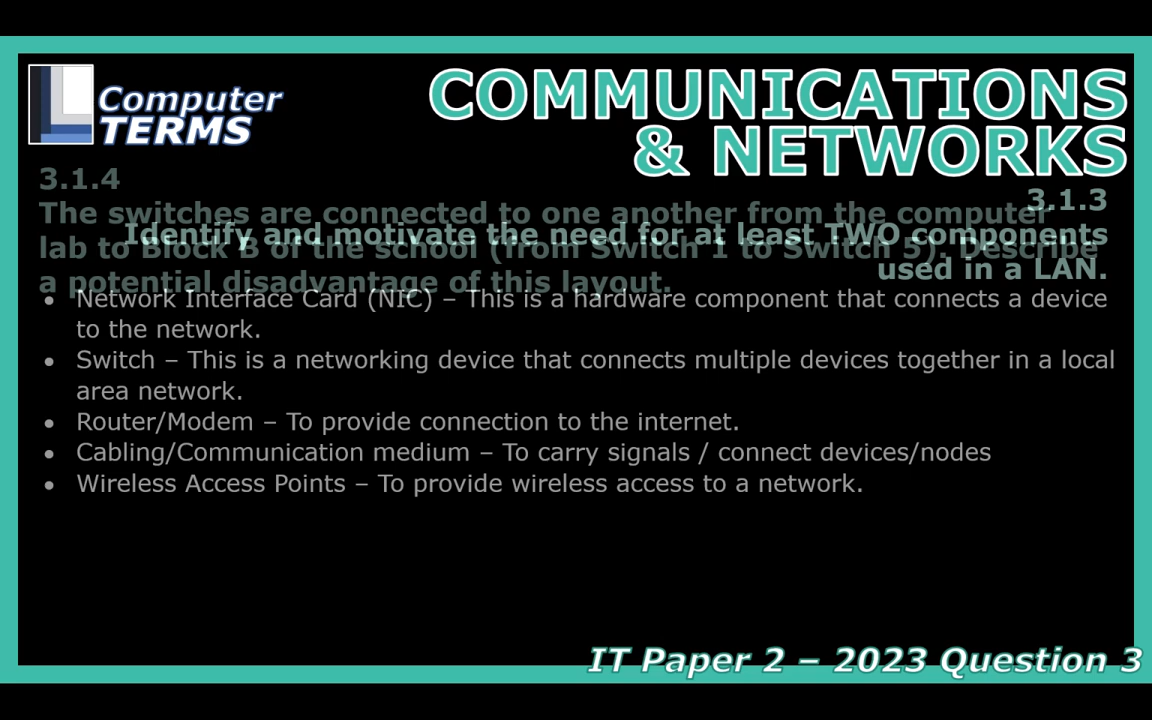 Computer
TERMS
COMMUNICATIONS
& NETWORKS
3.1.4
The switches are connected to one another from the computer
lab to Block B of the school (from Switch 1 to Switch 5). Describe
a potential disadvantage of this layout.
3.1.3
Identify and motivate the need for at least TWO components
used in a LAN.
• Network Interface Card (NIC) – This is a hardware component that connects a device
to the network.
• Switch – This is a networking device that connects multiple devices together in a local
area network.
• Router/Modem – To provide connection to the internet.
• Cabling/Communication medium – To carry signals / connect devices/nodes
• Wireless Access Points – To provide wireless access to a network.
IT Paper 2 – 2023 Question 3